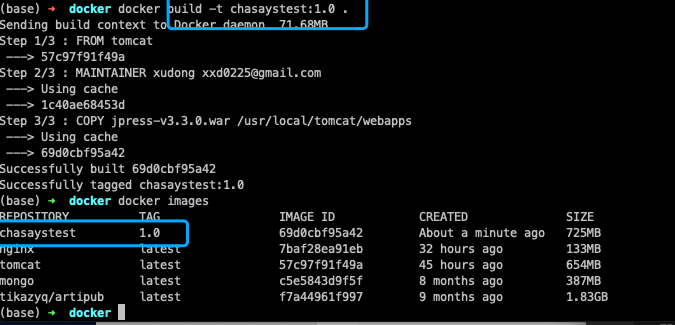 (base) → docker docker build -t chasaystest:1.0 .
Sending build context to Docker daemon 71.68MB
Step 1/3 : FROM tomcat
---> 57c97f91f49a
Step 2/3 : MAINTAINER xudong xxd0225@gmail.com
---> Using cache
---> 1c40ae68453d
Step 3/3 : COPY jpress-v3.3.0.war /usr/local/tomcat/webapps
---> Using cache
---> 69d0cbf95a42
Successfully built 69d0cbf95a42
Successfully tagged chasaystest:1.0
(base) → docker docker images
REPOSITORY TAG IMAGE ID CREATED SIZE
chasaystest 1.0 69d0cbf95a42 About a minute ago 725MB
nginx latest 7baf28ea91eb 32 hours ago 133MB
tomcat latest 57c97f91f49a 45 hours ago 654MB
mongo latest c5e5843d9f5f 8 months ago 387MB
tikazyq/artipub latest f7a44961f997 9 months ago 1.83GB
(base) → docker